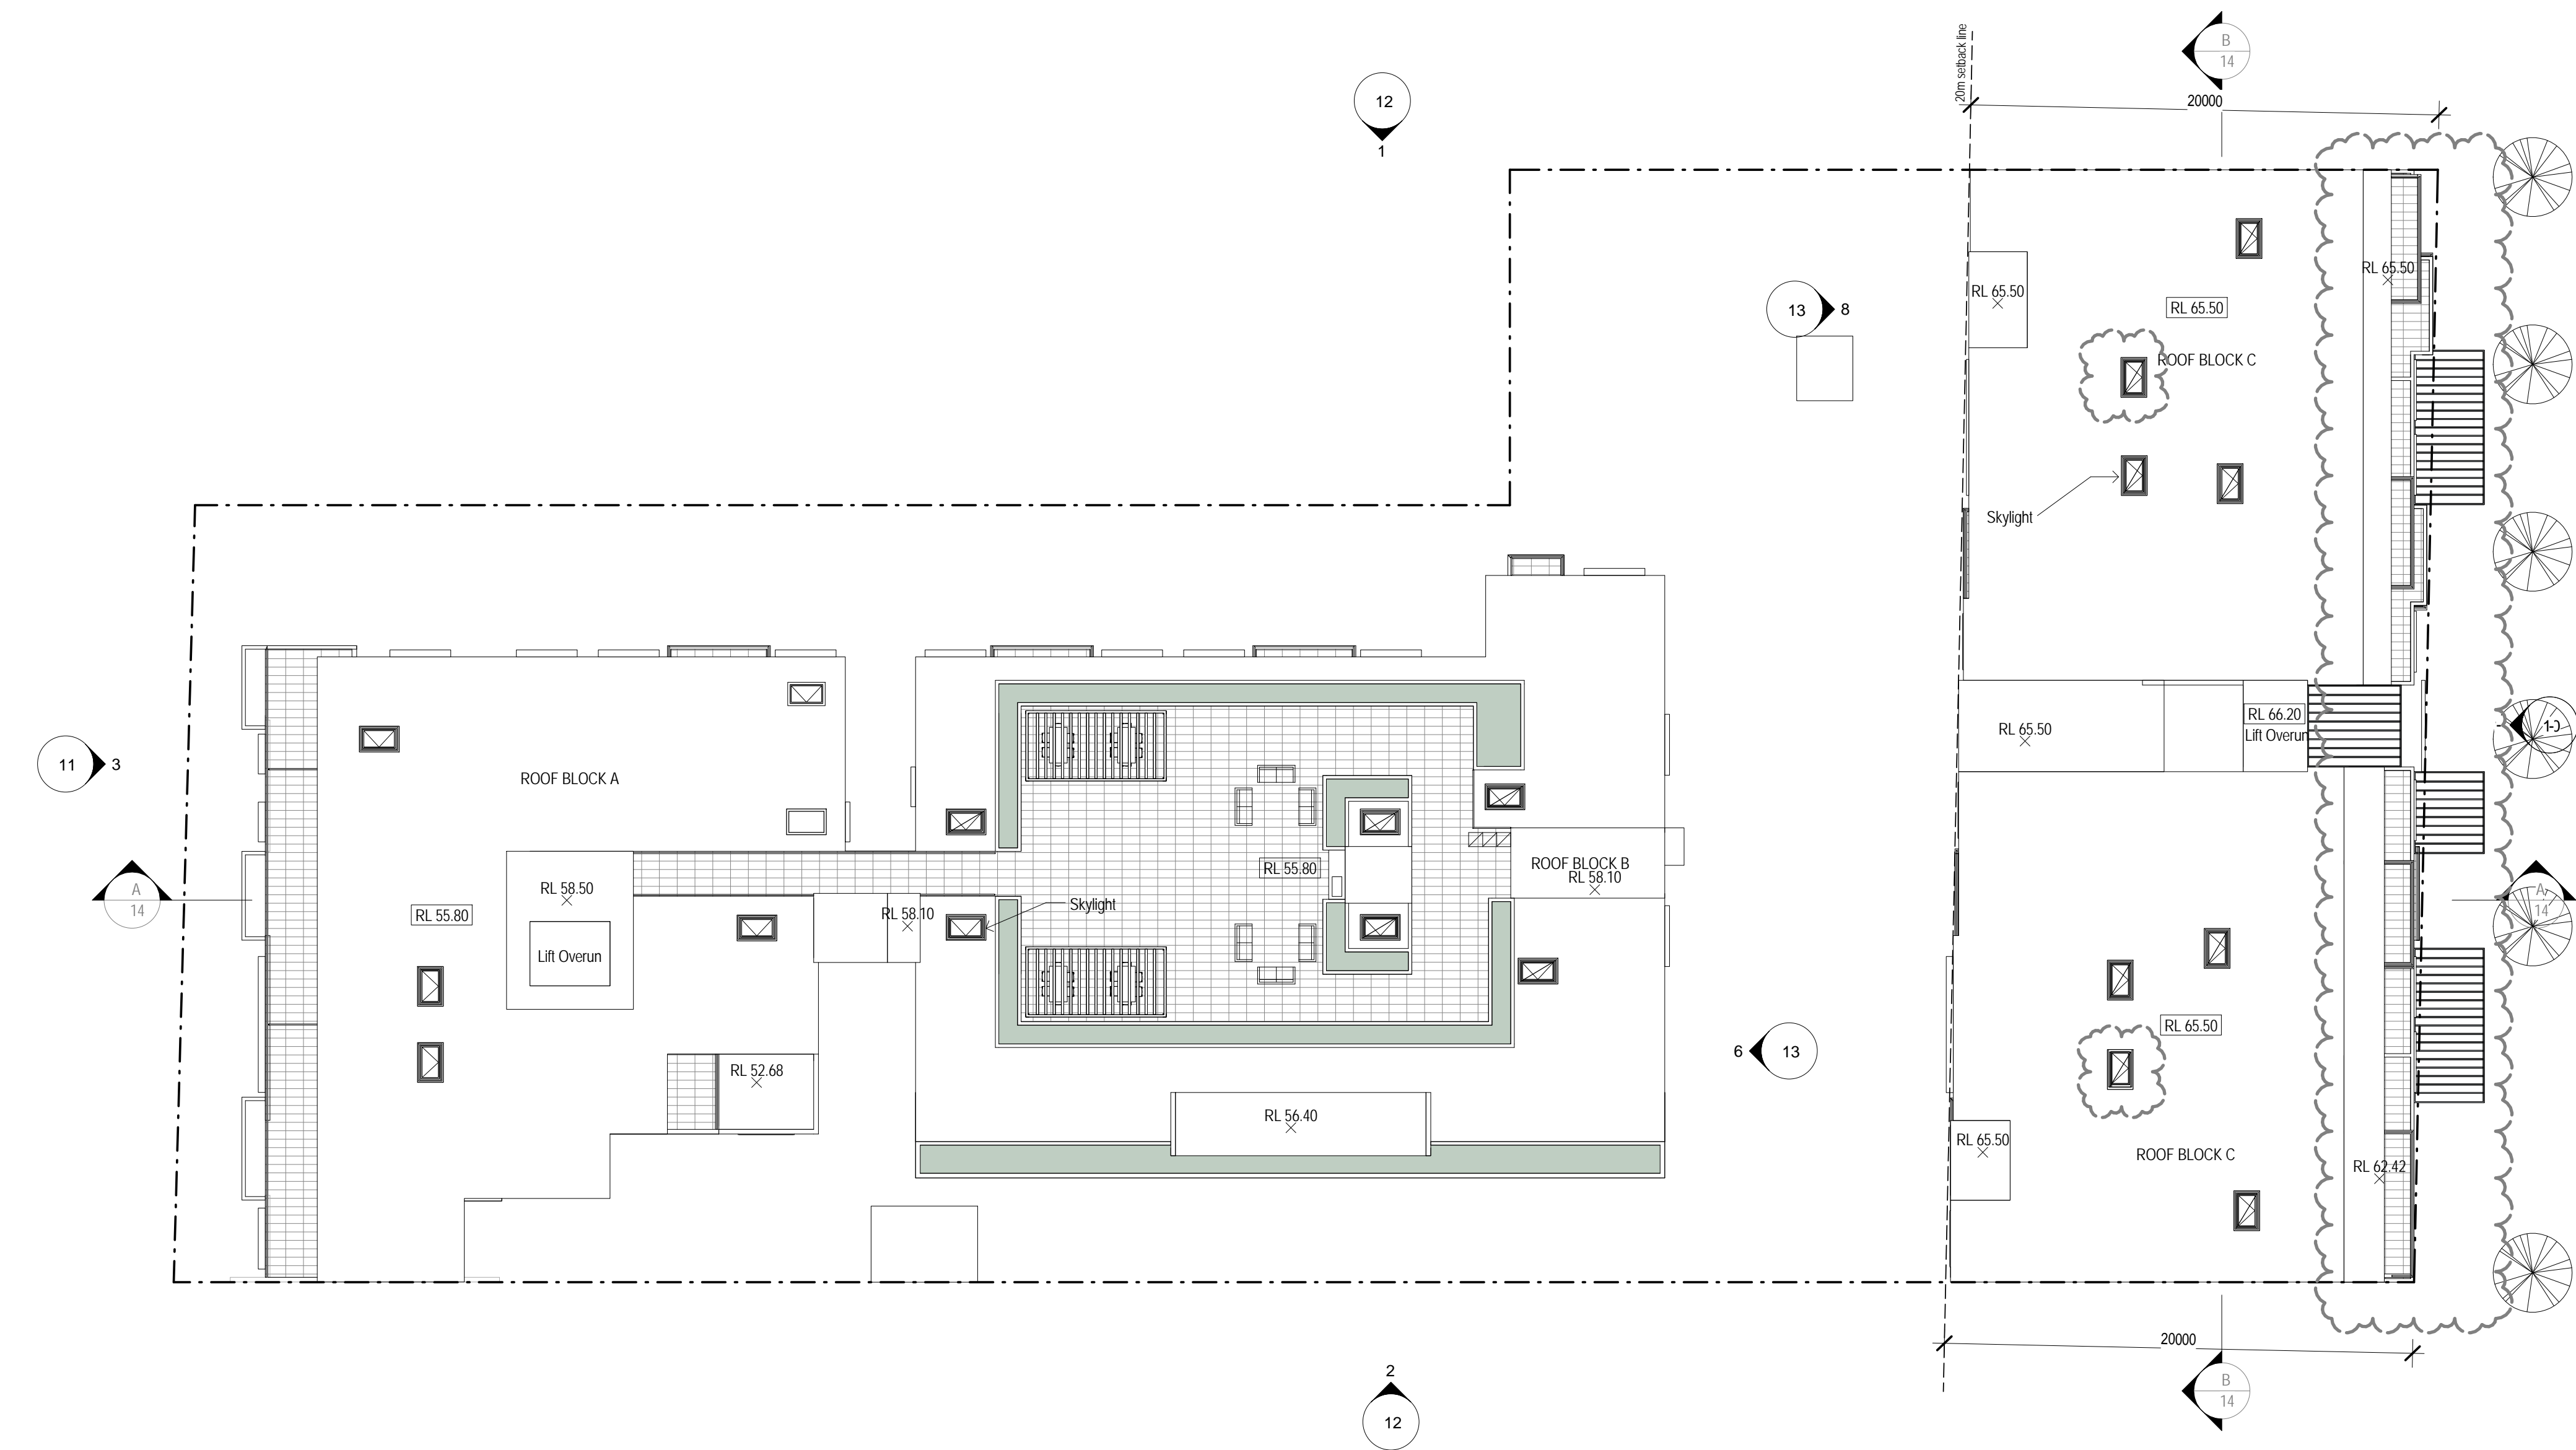 20m setback line
B
14
20000
12
1
RL 65.50
RL 65.50
RL 65.50
13
8
ROOF BLOCK C
Skylight
RL 66.20
Lift Overun
RL 65.50
11
3
ROOF BLOCK A
A
14
RL 58.50
RL 55.80
Lift Overun
RL 58.10
Skylight
RL 55.80
ROOF BLOCK B
RL 58.10
A
14
RL 52.68
RL 56.40
6
13
RL 65.50
RL 65.50
ROOF BLOCK C
RL 62.42
20000
2
12
B
14